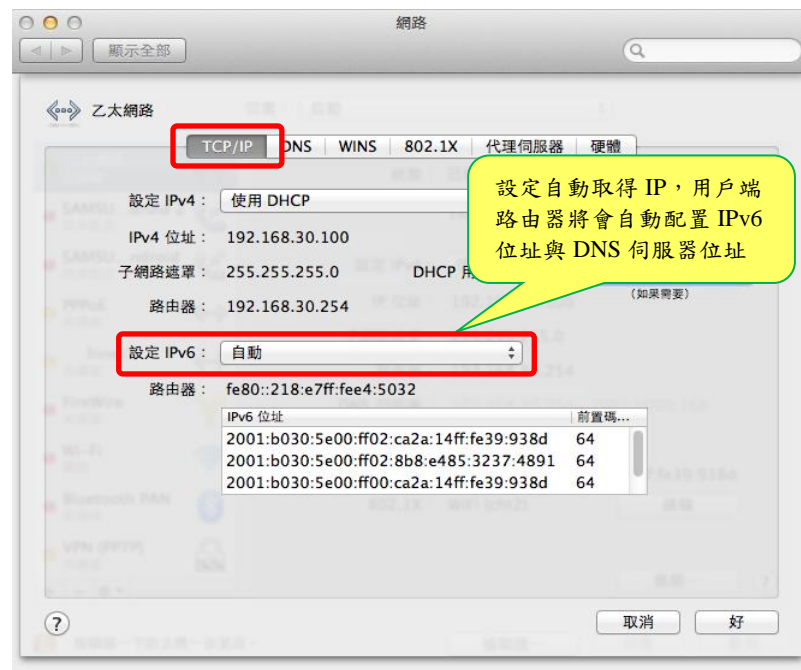 網路
顯示全部
乙太網路
TCP/IP DNS WINS 802.1X 代理伺服器 硬體
設定自動取得 IP，用戶端
路由器將會自動配置 IPv6
位址與 DNS 伺服器位址
設定 IPv4： 使用 DHCP
IPv4 位址： 192.168.30.100
子網路遮罩： 255.255.255.0 DHCP
路由器： 192.168.30.254
(如果需要)
設定 IPv6： 自動
路由器： fe80::218:e7ff:fee4:5032
IPv6 位址 前置碼...
2001:b030:5e00:ff02:ca2a:14ff:fe39:938d 64
2001:b030:5e00:ff02:8b8:e485:3237:4891 64
2001:b030:5e00:ff00:ca2a:14ff:fe39:938d 64
? 取消 好